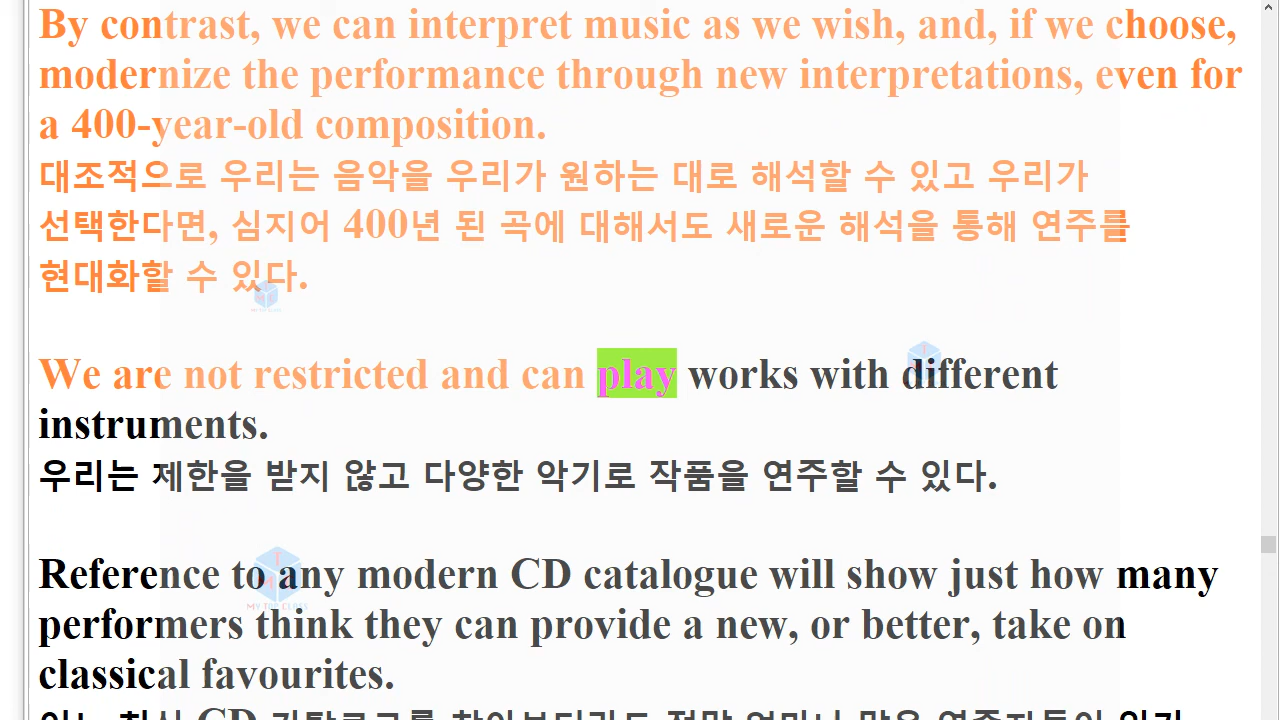 By contrast, we can interpret music as we wish, and, if we choose,
modernize the performance through new interpretations, even for
a 400-year-old composition.
대조적으로 우리는 음악을 우리가 원하는 대로 해석할 수 있고 우리가
선택한다면, 심지어 400년 된 곡에 대해서도 새로운 해석을 통해 연주를
현대화할 수 있다.
We are not restricted and can play works with different
instruments.
우리는 제한을 받지 않고 다양한 악기로 작품을 연주할 수 있다.
Reference to any modern CD catalogue will show just how many
MY TOP CLASS
performers think they can provide a new, or better, take on
classical favourites.